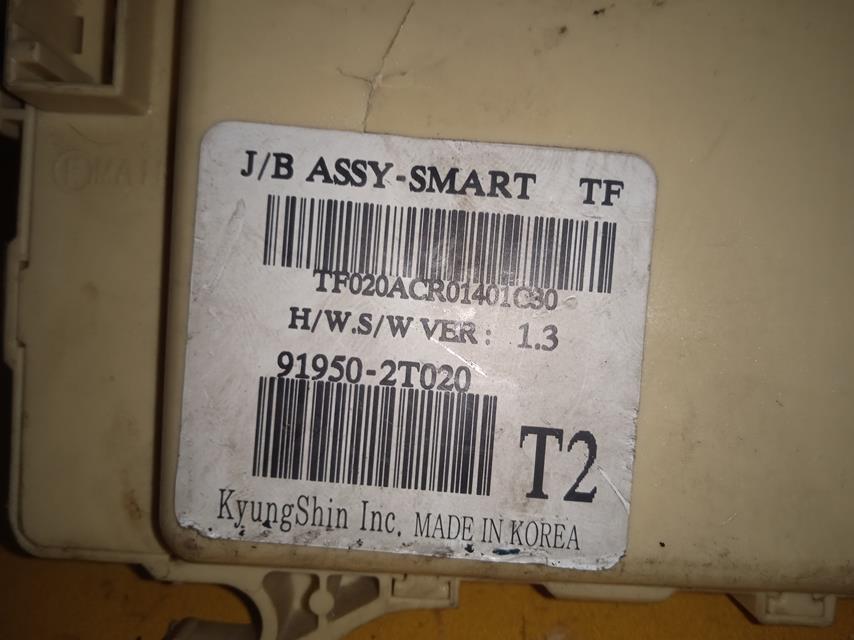 J/B ASSY-SMART TF
TF020ACR01401C30
H/W.S/W VER : 1.3
91950-2T020
T2
KyungShin Inc. MADE IN KOREA